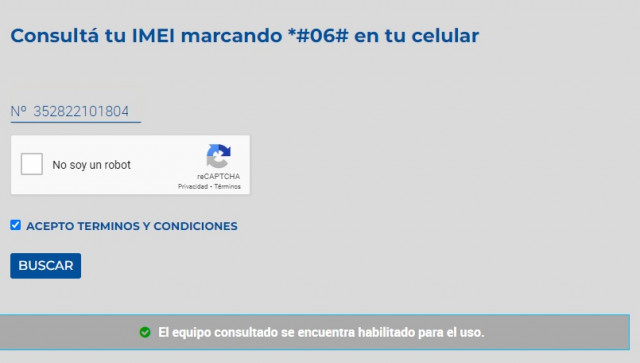 Consultá tu IMEI marcando *#06# en tu celular
Nº 352822101804
No soy un robot
reCAPTCHA
Privacidad - Términos
ACEPTO TERMINOS Y CONDICIONES
BUSCAR
El equipo consultado se encuentra habilitado para el uso.